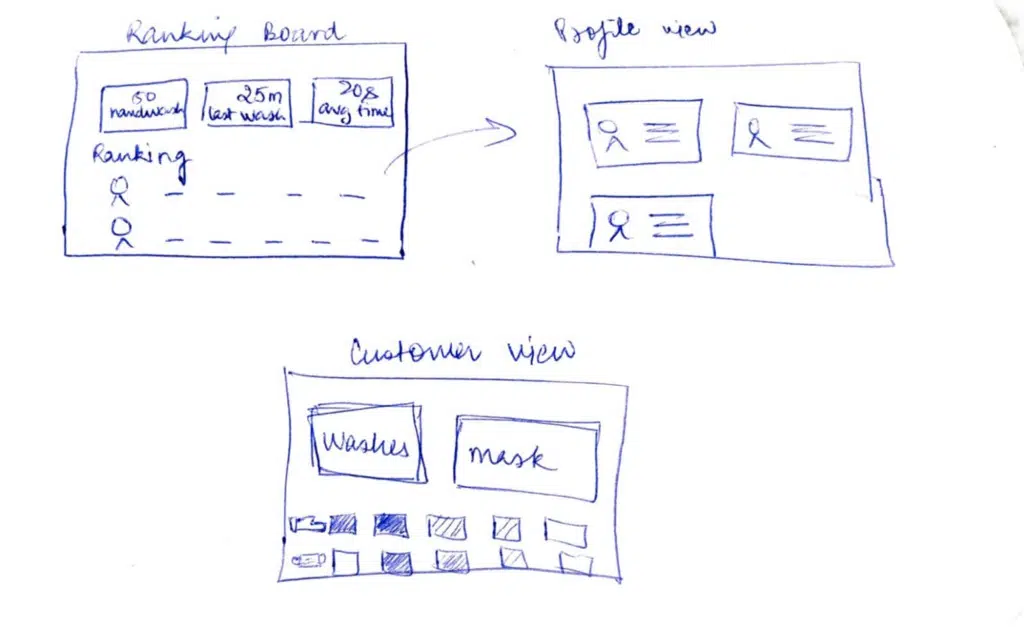 Ranking Board
50
handwash
25m
last wash
20s
avg time
Ranking
Profile view
Customer view
Washes
Mask